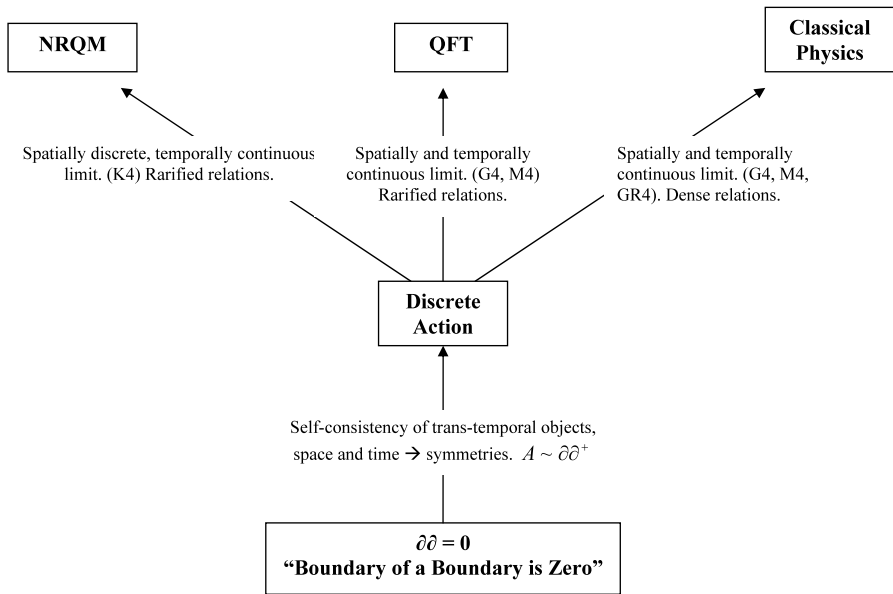 NRQM
QFT
Classical
Physics
Spatially discrete, temporally continuous
limit. (K4) Rarified relations.
Spatially and temporally
continuous limit. (G4, M4)
Rarified relations.
Spatially and temporally
continuous limit. (G4, M4,
GR4). Dense relations.
Discrete
Action
Self-consistency of trans-temporal objects,
space and time → symmetries. A ~ ∂∂⁺
∂∂ = 0
“Boundary of a Boundary is Zero”